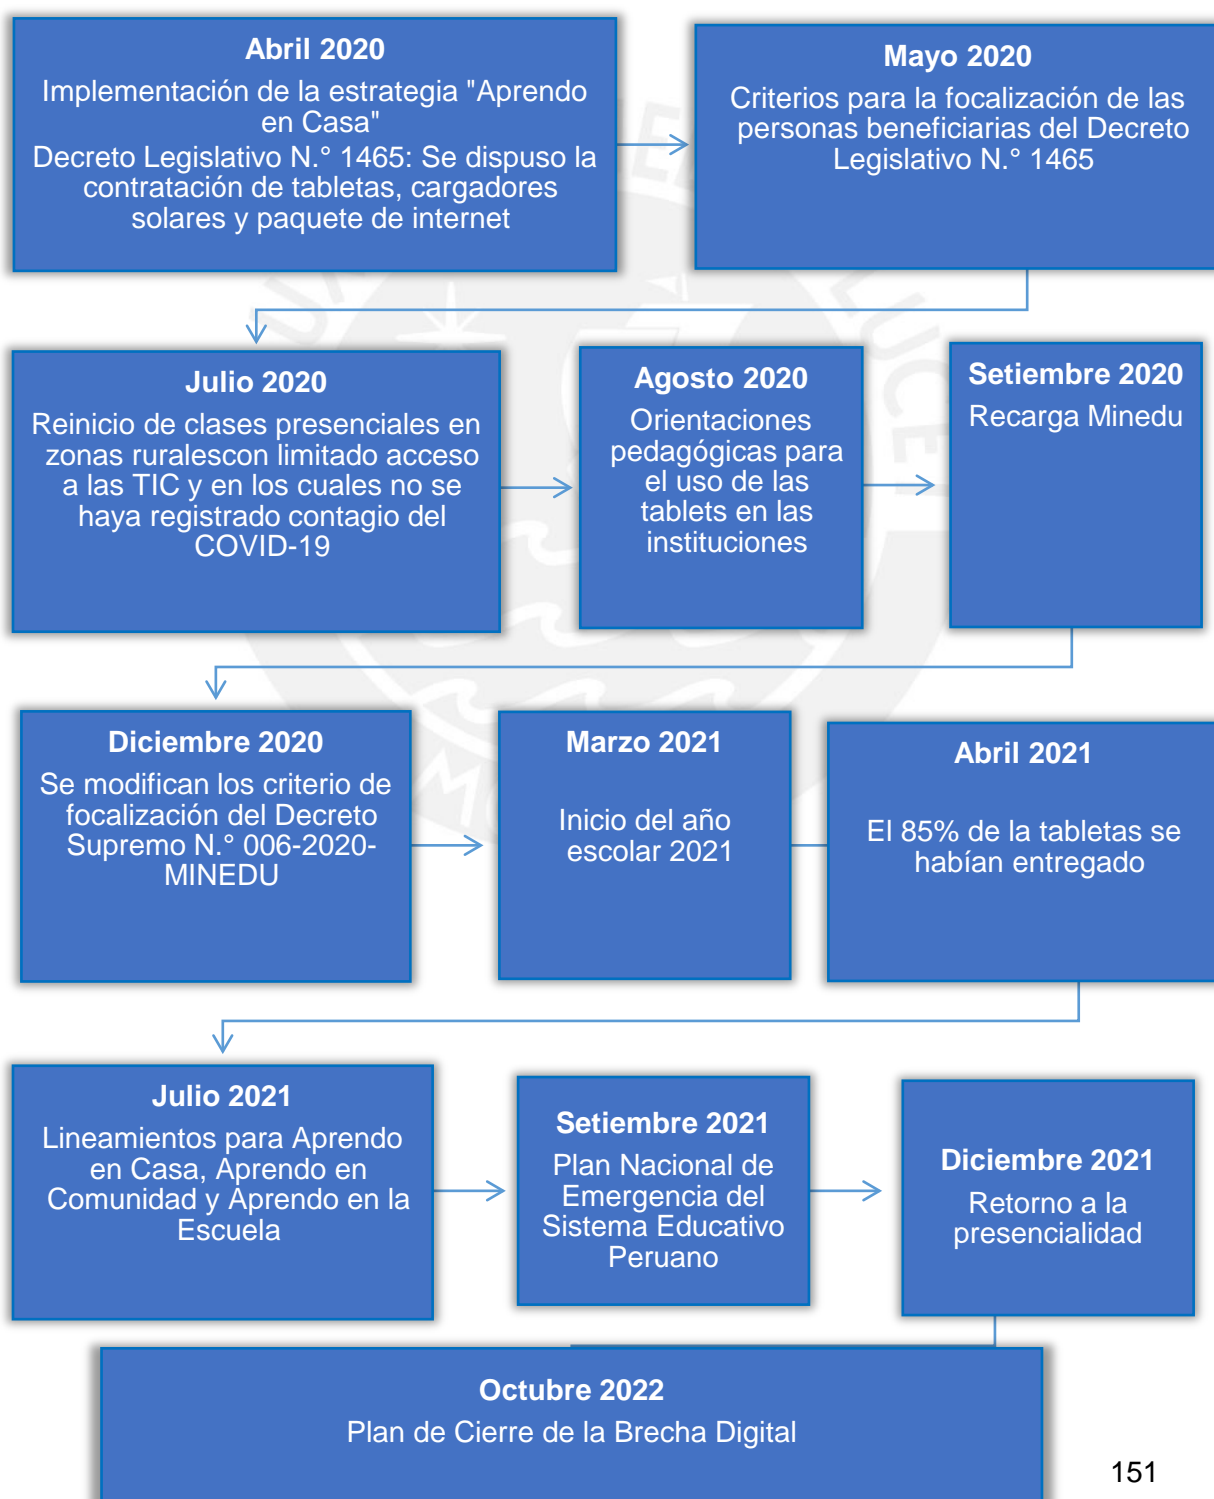 Abril 2020
Implementación de la estrategia "Aprendo
en Casa"
Decreto Legislativo N.° 1465: Se dispuso la
contratación de tabletas, cargadores
solares y paquete de internet
Mayo 2020
Criterios para la focalización de las
personas beneficiarias del Decreto
Legislativo N.° 1465
Julio 2020
Reinicio de clases presenciales en
zonas ruralescon limitado acceso
a las TIC y en los cuales no se
haya registrado contagio del
COVID-19
Agosto 2020
Orientaciones
pedagógicas para
el uso de las
tablets en las
instituciones
Setiembre 2020
Recarga Minedu
Diciembre 2020
Se modifican los criterio de
focalización del Decreto
Supremo N.° 006-2020-
MINEDU
Marzo 2021
Inicio del año
escolar 2021
Abril 2021
El 85% de la tabletas se
habían entregado
Julio 2021
Lineamientos para Aprendo
en Casa, Aprendo en
Comunidad y Aprendo en la
Escuela
Setiembre 2021
Plan Nacional de
Emergencia del
Sistema Educativo
Peruano
Diciembre 2021
Retorno a la
presencialidad
Octubre 2022
Plan de Cierre de la Brecha Digital
151